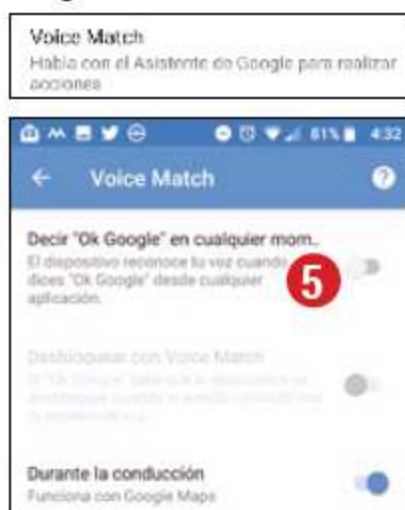 Voice Match
Habla con el Asistente de Google para realizar
acciones
61% 4:32
← Voice Match ?
Decir "Ok Google" en cualquier mom..
El dispositivo reconoce tu voz cuando
dices "Ok Google" desde cualquier
aplicación.
5
Desbloquear con Voice Match
Durante la conducción
Funciona con Google Maps